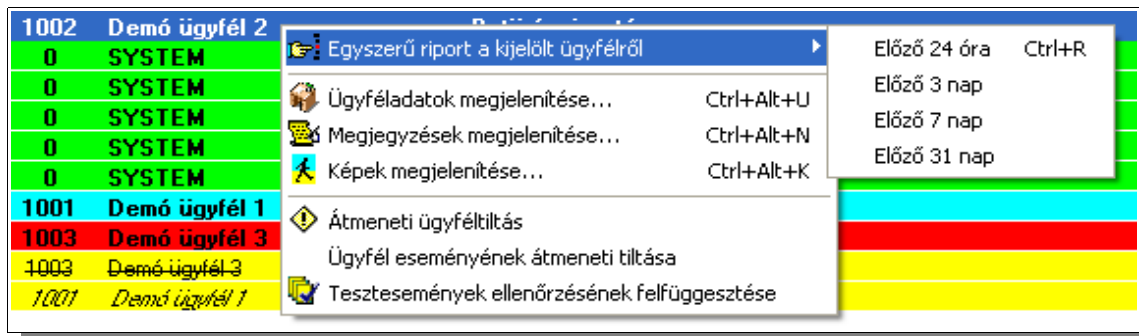 1002 Demó ügyfél 2
0 SYSTEM
0 SYSTEM
0 SYSTEM
0 SYSTEM
0 SYSTEM
1001 Demó ügyfél 1
1003 Demó ügyfél 3
1003 Demó ügyfél 3
1001 Demó ügyfél 1
Egyszerű riport a kijelölt ügyfélről
Ügyféladatok megjelenítése... Ctrl+Alt+U
Megjegyzések megjelenítése... Ctrl+Alt+N
Képek megjelenítése... Ctrl+Alt+K
Átmeneti ügyféltiltás
Ügyfél eseményének átmeneti tiltása
Tesztesemények ellenőrzésének felfüggesztése
Előző 24 óra Ctrl+R
Előző 3 nap
Előző 7 nap
Előző 31 nap